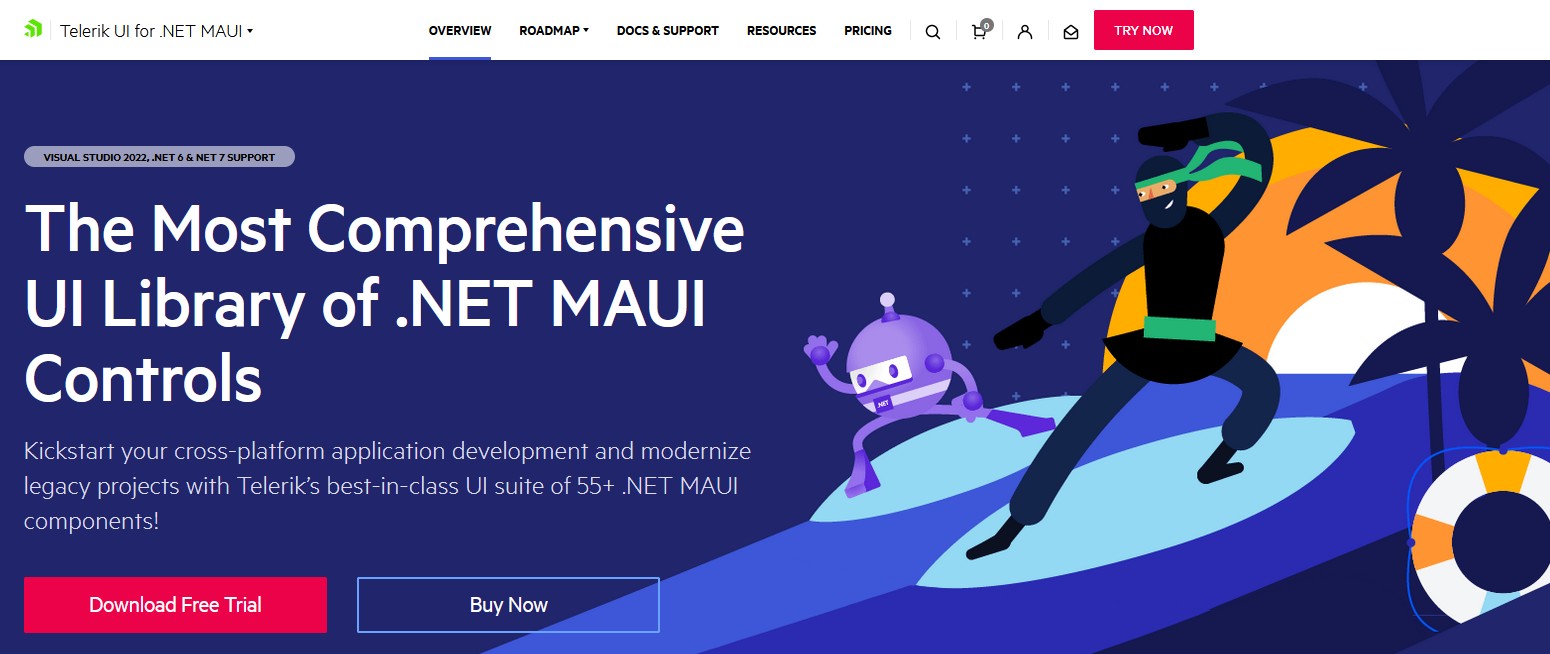 Telerik UI for .NET MAUI
OVERVIEW
ROADMAP
DOCS & SUPPORT
RESOURCES
PRICING
0
TRY NOW
VISUAL STUDIO 2022, .NET 6 & NET 7 SUPPORT
The Most Comprehensive
UI Library of .NET MAUI
Controls
Kickstart your cross-platform application development and modernize
legacy projects with Telerik’s best-in-class UI suite of 55+ .NET MAUI
components!
.NET
Download Free Trial
Buy Now